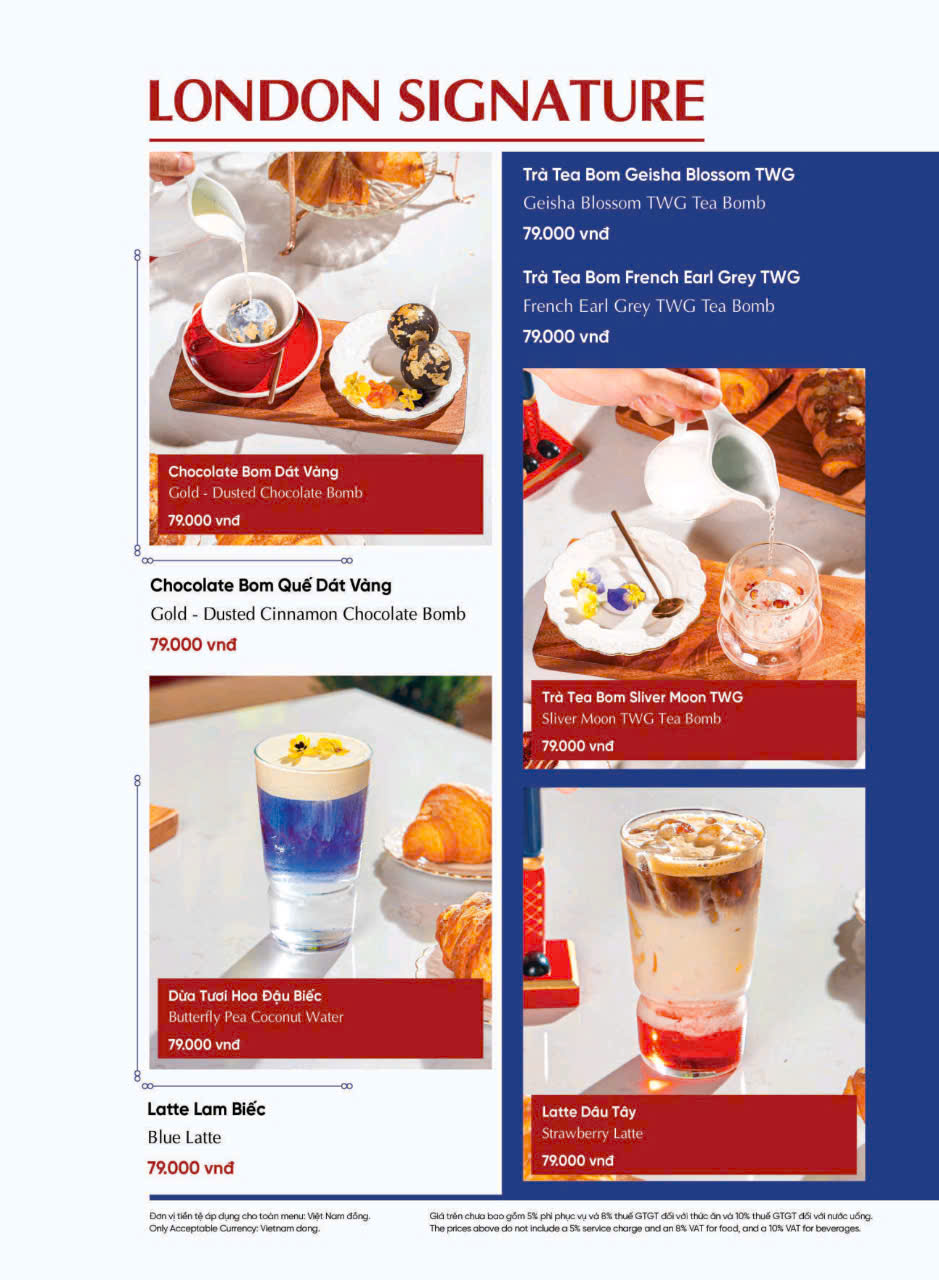 LONDON SIGNATURE
Chocolate Bom Dát Vàng
Gold - Dusted Chocolate Bomb
79.000 vnđ
Chocolate Bom Quế Dát Vàng
Gold - Dusted Cinnamon Chocolate Bomb
79.000 vnđ
Dừa Tươi Hoa Đậu Biếc
Butterfly Pea Coconut Water
79.000 vnđ
Latte Lam Biếc
Blue Latte
79.000 vnđ
Trà Tea Bom Geisha Blossom TWG
Geisha Blossom TWG Tea Bomb
79.000 vnđ
Trà Tea Bom French Earl Grey TWG
French Earl Grey TWG Tea Bomb
79.000 vnđ
Trà Tea Bom Sliver Moon TWG
Sliver Moon TWG Tea Bomb
79.000 vnđ
Latte Dâu Tây
Strawberry Latte
79.000 vnđ
Đơn vị tiền tệ áp dụng cho toàn menu: Việt Nam đồng.
Only Acceptable Currency: Vietnam dong.
Giá trên chưa bao gồm 5% phí phục vụ và 8% thuế GTGT đối với thức ăn và 10% thuế GTGT đối với nước uống.
The prices above do not include a 5% service charge and an 8% VAT for food, and a 10% VAT for beverages.